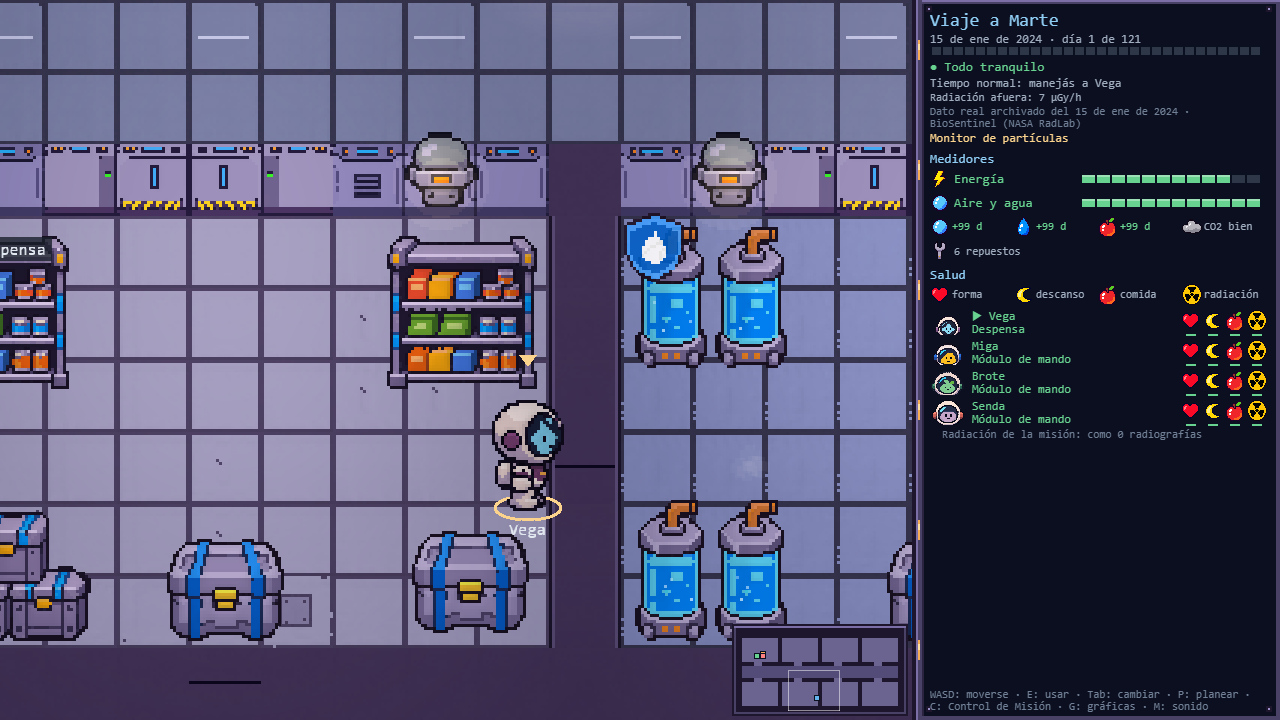 pensa
Vega
Viaje a Marte
15 de ene de 2024 · día 1 de 121
● Todo tranquilo
Tiempo normal: manejás a Vega
Radiación afuera: 7 µGy/h
Dato real archivado del 15 de ene de 2024 ·
BioSentinel (NASA RadLab)
Monitor de partículas
Medidores
Energía
Aire y agua
+99 d
+99 d
+99 d
CO2 bien
6 repuestos
Salud
forma
descanso
comida
radiación
▶ Vega
Despensa
Miga
Módulo de mando
Brote
Módulo de mando
Senda
Módulo de mando
Radiación de la misión: como 0 radiografías
WASD: moverse · E: usar · Tab: cambiar · P: planear ·
C: Control de Misión · G: gráficas · M: sonido